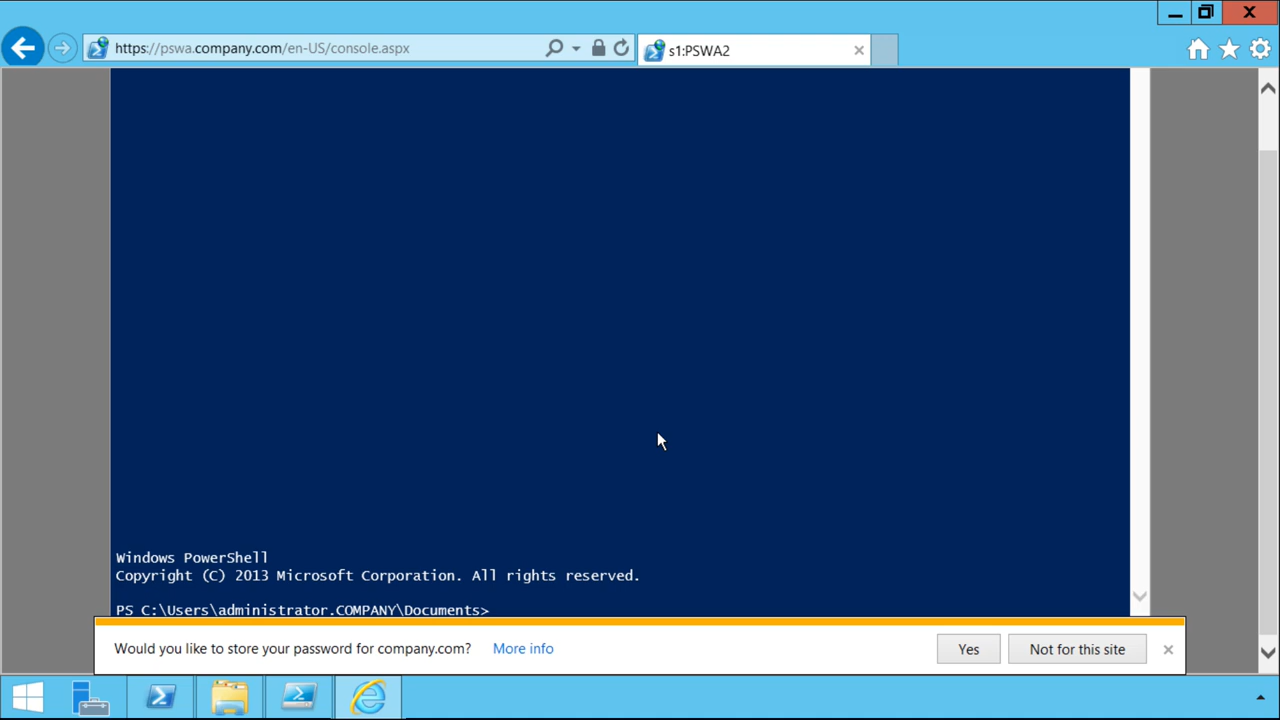 https://pswa.company.com/en-US/console.aspx
s1:PSWA2
Windows PowerShell
Copyright (C) 2013 Microsoft Corporation. All rights reserved.
PS C:\Users\administrator.COMPANY\Documents>
Would you like to store your password for company.com? More info Yes Not for this site